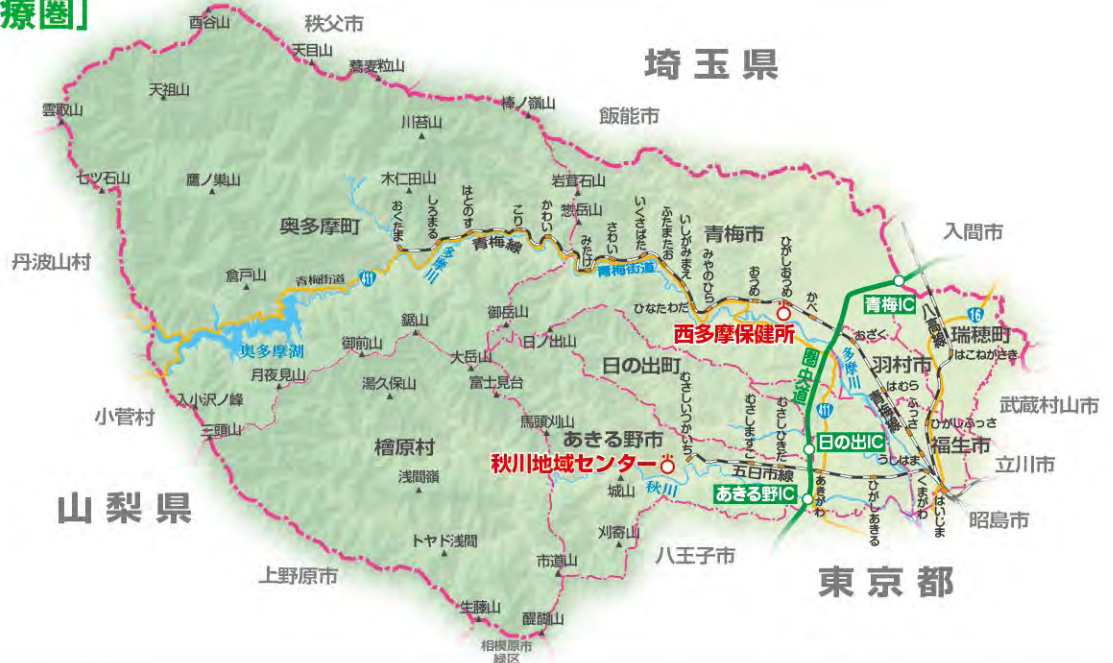 療圏］
酉谷山
秩父市
天目山
蕎麦粒山
埼玉県
天祖山
雲取山
棒ノ嶺山
飯能市
川苔山
七ツ石山
鷹ノ巣山
木仁田山
岩茸石山
惣岳山
奥多摩町
おくたま
しろまる
はとのす
こり
かわい
みたけ
さわい
いくさばた
ふたまたお
いしがみまえ
ひなたわだ
みやのひら
おうめ
ひがしおうめ
かべ
青梅線
多摩川
青梅街道
青梅市
入間市
丹波山村
倉戸山
青梅街道
411
青梅IC
八高線
16
瑞穂町
はこねがさき
西多摩保健所
おざく
多摩川
羽村市
奥多摩湖
鋸山
御岳山
日ノ出山
御前山
大岳山
月夜見山
湯久保山
富士見台
日の出町
圏央道
はむら
青梅線
ふっさ
武蔵村山市
小菅村
入小沢ノ峰
三頭山
馬頭刈山
むさしいつかいち
むさしますこ
むさしひきた
411
ひがしふっさ
福生市
檜原村
あきる野市
日の出IC
うしはま
立川市
秋川地域センター
浅間嶺
城山
秋川
五日市線
あきる野IC
あきがわ
ひがしあきる
くまがわ
はいじま
昭島市
山梨県
トヤド浅間
刈寄山
八王子市
市道山
上野原市
東京都
生藤山
醍醐山
相模原市
緑区